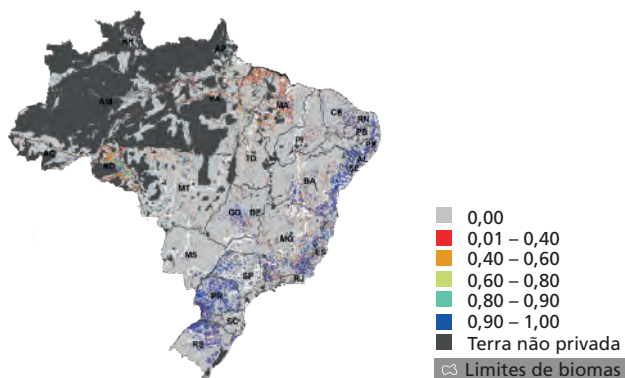 RR
AP
AM
PA
MA
CE
RN
PB
PE
AL
SE
PI
AC
RO
TO
BA
MT
GO
DF
MG
ES
MS
SP
RJ
PR
SC
RS
0,00
0,01 – 0,40
0,40 – 0,60
0,60 – 0,80
0,80 – 0,90
0,90 – 1,00
Terra não privada
Limites de biomas